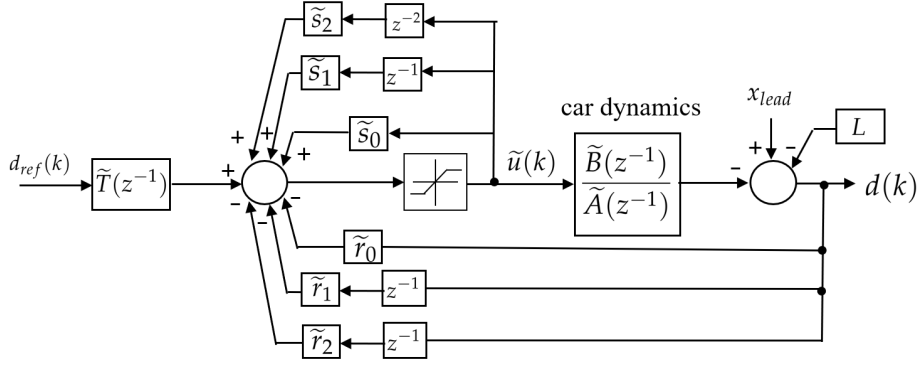 s̃₂
z⁻²
s̃₁
z⁻¹
s̃₀
+ + +
car dynamics
x_lead
L
d_ref(k)
T̃(z⁻¹)
+
ũ(k)
B̃(z⁻¹)
Ã(z⁻¹)
− + −
d(k)
− − −
r̃₀
r̃₁
z⁻¹
r̃₂
z⁻¹